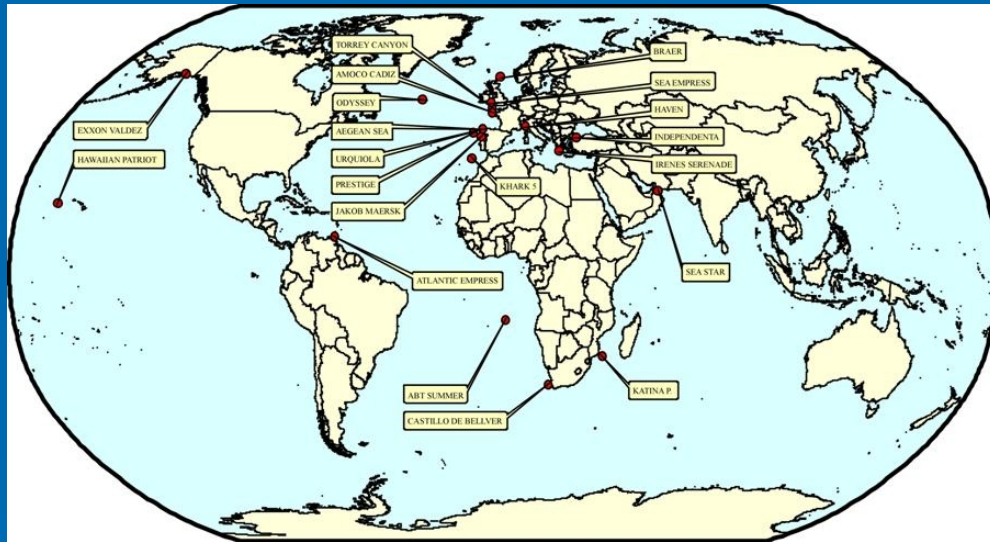 TORREY CANYON
BRAER
AMOCO CADIZ
SEA EMPRESS
ODYSSEY
HAVEN
EXXON VALDEZ
AEGEAN SEA
INDEPENDENTA
HAWAIIAN PATRIOT
URQUIOLA
IRENES SERENADE
PRESTIGE
KHARK 5
JAKOB MAERSK
SEA STAR
ATLANTIC EMPRESS
ABT SUMMER
KATINA P.
CASTILLO DE BELLVER